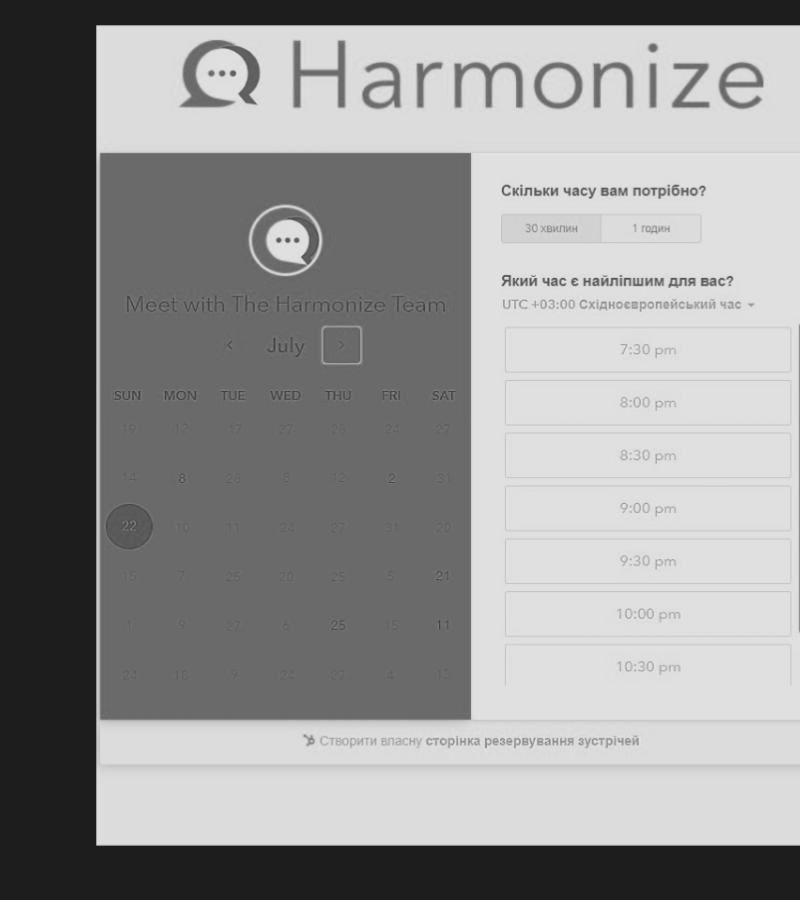 Harmonize
Meet with The Harmonize Team
July
SUN MON TUE WED THU FRI SAT
19 12 17 27 28 24 27
14 8 28 8 12 2 31
22 10 11 24 27 31 20
15 7 25 20 25 5 21
1 9 27 6 25 15 11
24 18 9 24 27 4 13
Скільки часу вам потрібно?
30 хвилин 1 годин
Який час є найліпшим для вас?
UTC +03:00 Східноєвропейський час
7:30 pm
8:00 pm
8:30 pm
9:00 pm
9:30 pm
10:00 pm
10:30 pm
Створити власну сторінка резервування зустрічей